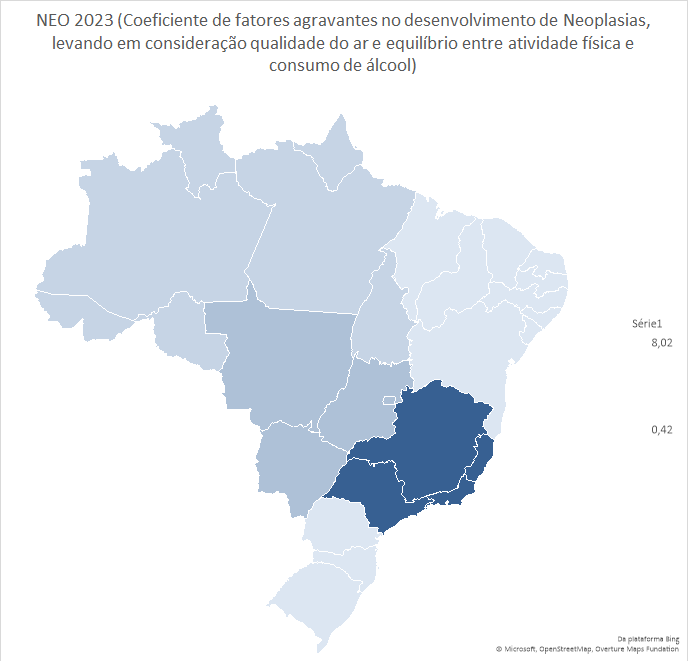 NEO 2023 (Coeficiente de fatores agravantes no desenvolvimento de Neoplasias,
levando em consideração qualidade do ar e equilíbrio entre atividade física e
consumo de álcool)
Série1
8,02
0,42
Da plataforma Bing
© Microsoft, OpenStreetMap, Overture Maps Fundation